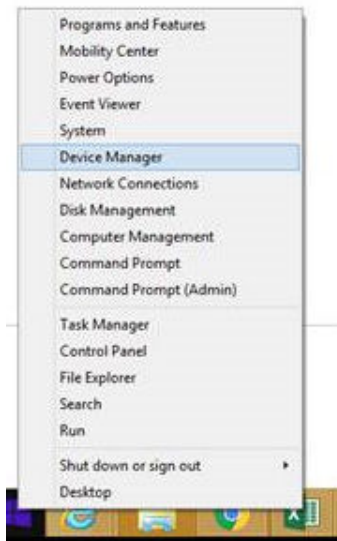 Programs and Features
Mobility Center
Power Options
Event Viewer
System
Device Manager
Network Connections
Disk Management
Computer Management
Command Prompt
Command Prompt (Admin)
Task Manager
Control Panel
File Explorer
Search
Run
Shut down or sign out
Desktop